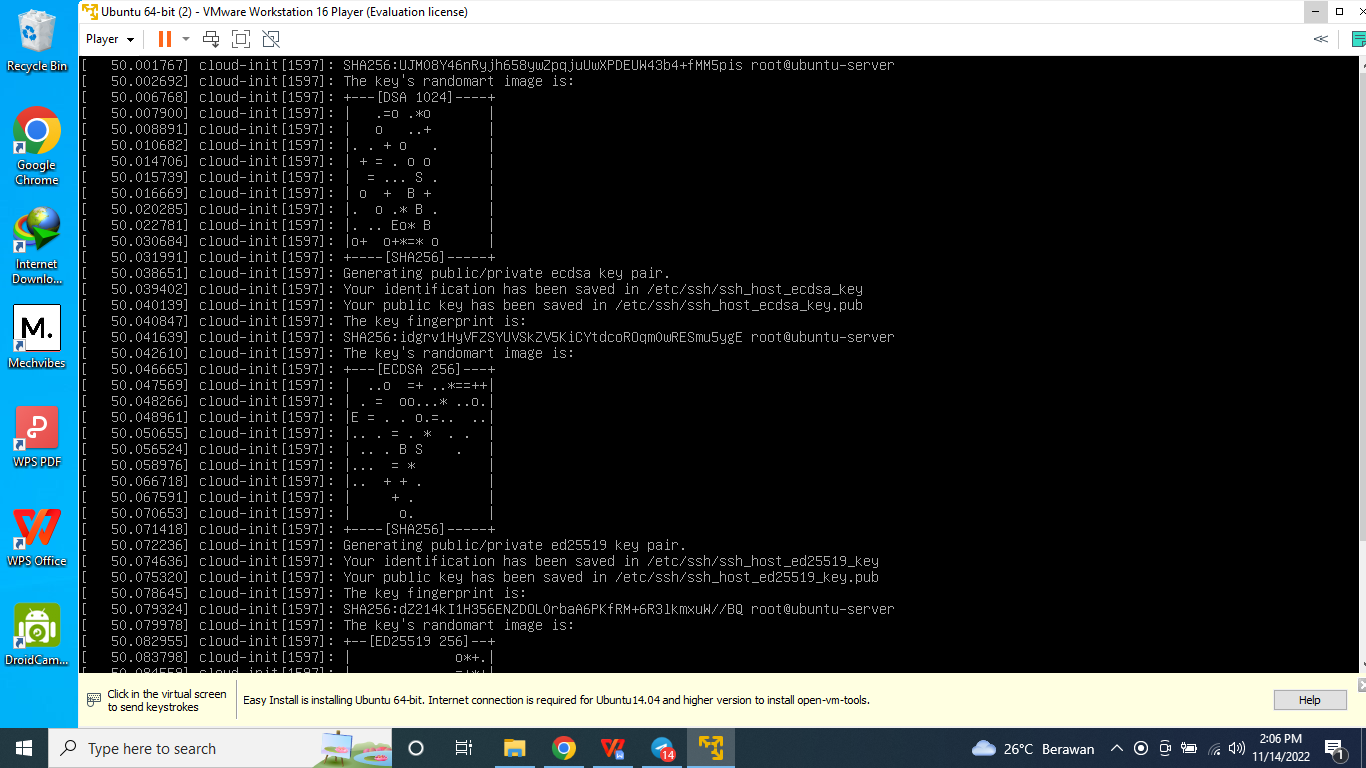 Ubuntu 64-bit (2) - VMware Workstation 16 Player (Evaluation license)
Player
Recycle Bin
Google
Chrome
Internet
Downlo...
M.
Mechvibes
WPS PDF
WPS Office
DroidCam...
[   50.001767] cloud-init[1597]: SHA256:UJM08Y46nRyjh658ywZpqjuUwXPDEUW43b4+fMM5pis root@ubuntu-server
[   50.002692] cloud-init[1597]: The key's randomart image is:
[   50.006768] cloud-init[1597]: +---[DSA 1024]----+
[   50.007900] cloud-init[1597]: |   .=o .*o       |
[   50.008891] cloud-init[1597]: |   o   ..+       |
[   50.010682] cloud-init[1597]: |. . + o   .      |
[   50.014706] cloud-init[1597]: | + = . o o       |
[   50.015739] cloud-init[1597]: |  = ... S .      |
[   50.016669] cloud-init[1597]: | o  +  B +       |
[   50.020285] cloud-init[1597]: |.  o .* B .      |
[   50.022781] cloud-init[1597]: |. .. Eo* B       |
[   50.030684] cloud-init[1597]: |o+  o+*=* o      |
[   50.031991] cloud-init[1597]: +----[SHA256]-----+
[   50.038651] cloud-init[1597]: Generating public/private ecdsa key pair.
[   50.039402] cloud-init[1597]: Your identification has been saved in /etc/ssh/ssh_host_ecdsa_key
[   50.040139] cloud-init[1597]: Your public key has been saved in /etc/ssh/ssh_host_ecdsa_key.pub
[   50.040847] cloud-init[1597]: The key fingerprint is:
[   50.041639] cloud-init[1597]: SHA256:idgrv1HyVFZSYUVSkZV5KiCYtdcoROqm0wRESmu5ygE root@ubuntu-server
[   50.042610] cloud-init[1597]: The key's randomart image is:
[   50.046665] cloud-init[1597]: +---[ECDSA 256]---+
[   50.047569] cloud-init[1597]: |  ..o  =+ ..*==++|
[   50.048266] cloud-init[1597]: | . =  oo...* ..o.|
[   50.048961] cloud-init[1597]: |E = . . o.=..  ..|
[   50.050655] cloud-init[1597]: |.. . = . *  . .  |
[   50.056524] cloud-init[1597]: | .. . B S    .   |
[   50.058976] cloud-init[1597]: |...  = *         |
[   50.066718] cloud-init[1597]: |..  + + .        |
[   50.067591] cloud-init[1597]: |     + .         |
[   50.070653] cloud-init[1597]: |      o.         |
[   50.071418] cloud-init[1597]: +----[SHA256]-----+
[   50.072236] cloud-init[1597]: Generating public/private ed25519 key pair.
[   50.074636] cloud-init[1597]: Your identification has been saved in /etc/ssh/ssh_host_ed25519_key
[   50.075320] cloud-init[1597]: Your public key has been saved in /etc/ssh/ssh_host_ed25519_key.pub
[   50.078645] cloud-init[1597]: The key fingerprint is:
[   50.079324] cloud-init[1597]: SHA256:dZ214kI1H356ENZDOL0rbaA6PKfRM+6R3lkmxuW//BQ root@ubuntu-server
[   50.079978] cloud-init[1597]: The key's randomart image is:
[   50.082955] cloud-init[1597]: +--[ED25519 256]--+
[   50.083798] cloud-init[1597]: |             o*+.|
Click in the virtual screen
to send keystrokes
Easy Install is installing Ubuntu 64-bit. Internet connection is required for Ubuntu14.04 and higher version to install open-vm-tools.
Help
Type here to search
14
26°C Berawan
2:06 PM
11/14/2022
1